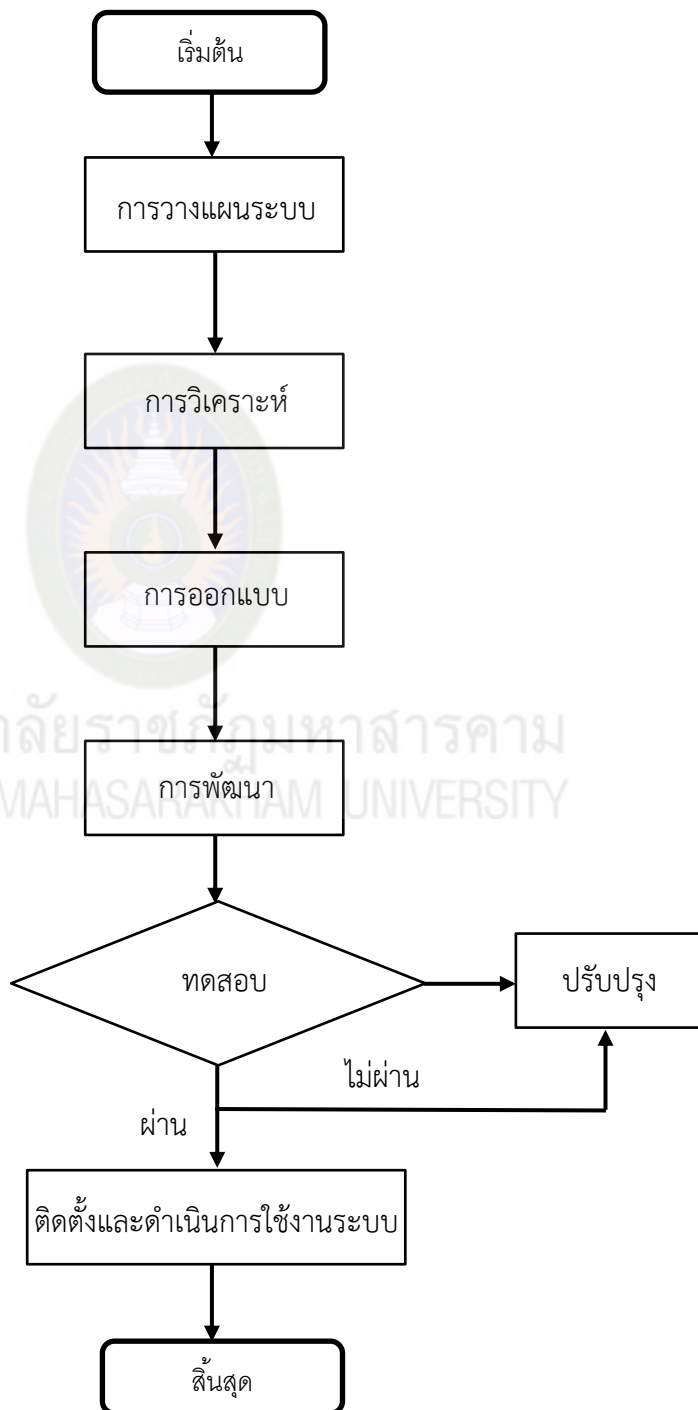 เริ่มต้น
การวางแผนระบบ
การวิเคราะห์
การออกแบบ
าลัยราชภัฏมหาสารคาม
การพัฒนา
MAHASARAKHAM UNIVERSITY
ทดสอบ
ปรับปรุง
ไม่ผ่าน
ผ่าน
ติดตั้งและดำเนินการใช้งานระบบ
สิ้นสุด